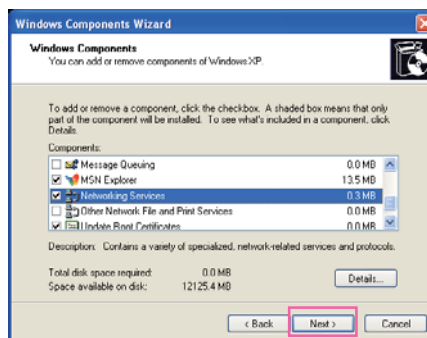 Windows Components Wizard
Windows Components
You can add or remove components of Windows XP.
To add or remove a component, click the checkbox. A shaded box means that only
part of the component will be installed. To see what's included in a component, click
Details.
Components:
Message Queuing 0.0 MB
MSN Explorer 13.5 MB
Networking Services 0.3 MB
Other Network File and Print Services 0.0 MB
Update Root Certificates 0.0 MB
Description: Contains a variety of specialized, network-related services and protocols.
Total disk space required: 0.0 MB
Space available on disk: 12125.4 MB
Details...
< Back Next > Cancel